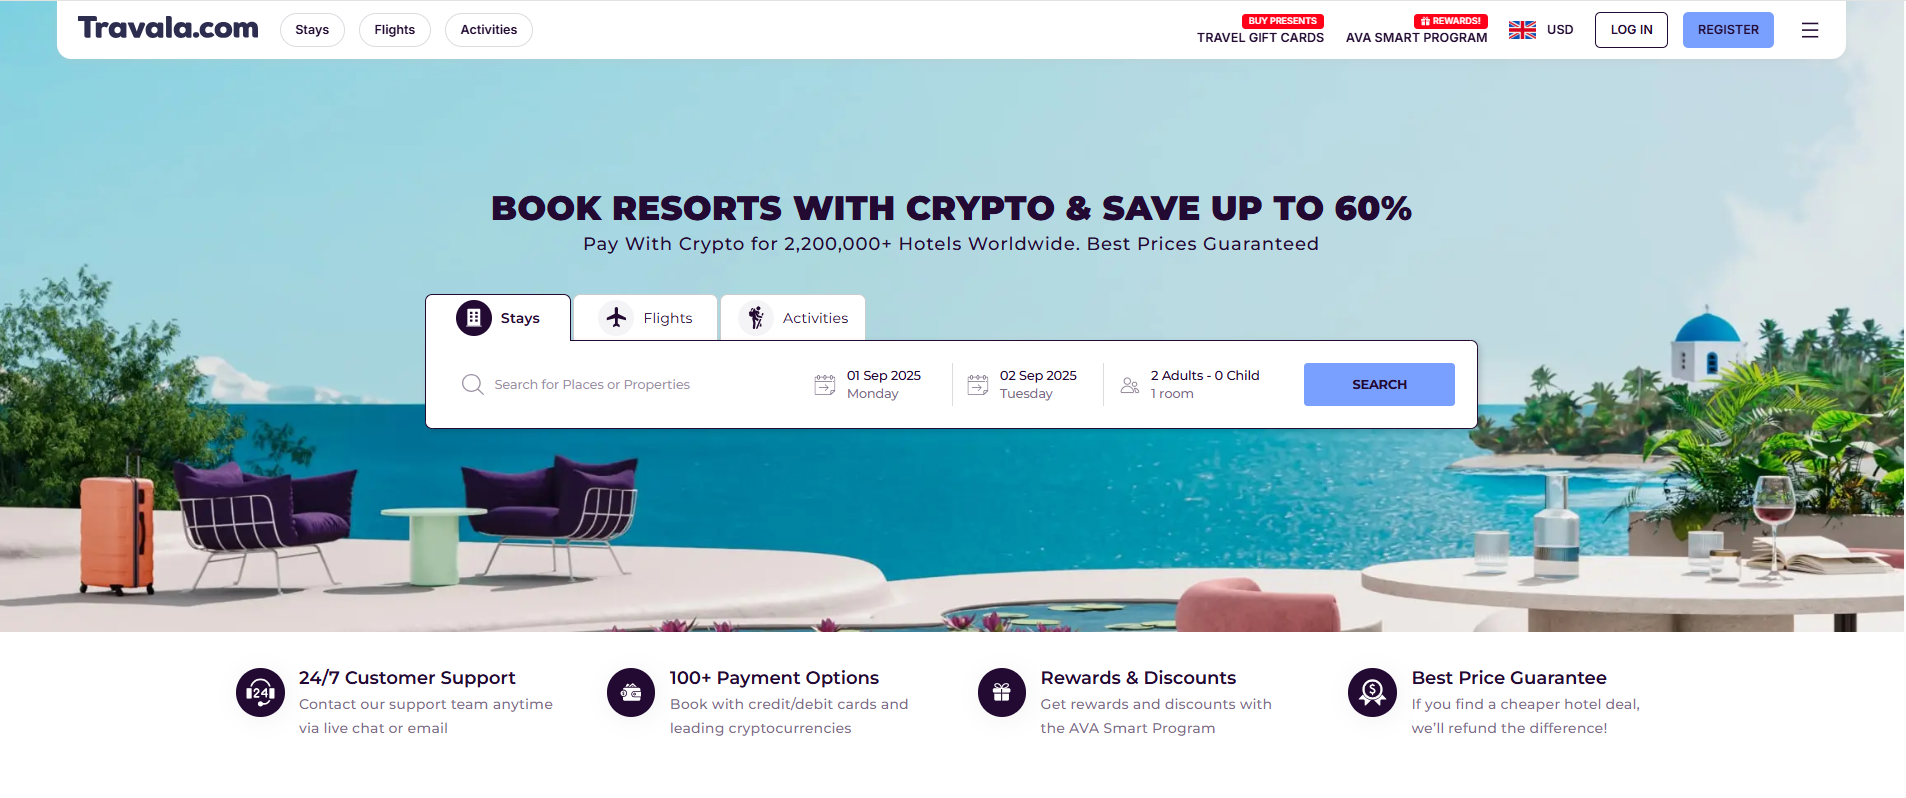 Travala.com
Stays
Flights
Activities
BUY PRESENTS
TRAVEL GIFT CARDS
REWARDS!
AVA SMART PROGRAM
USD
LOG IN
REGISTER
BOOK RESORTS WITH CRYPTO & SAVE UP TO 60%
Pay With Crypto for 2,200,000+ Hotels Worldwide. Best Prices Guaranteed
Stays
Flights
Activities
Search for Places or Properties
01 Sep 2025
Monday
02 Sep 2025
Tuesday
2 Adults - 0 Child
1 room
SEARCH
24
24/7 Customer Support
Contact our support team anytime
via live chat or email
100+ Payment Options
Book with credit/debit cards and
leading cryptocurrencies
Rewards & Discounts
Get rewards and discounts with
the AVA Smart Program
$
Best Price Guarantee
If you find a cheaper hotel deal,
we’ll refund the difference!